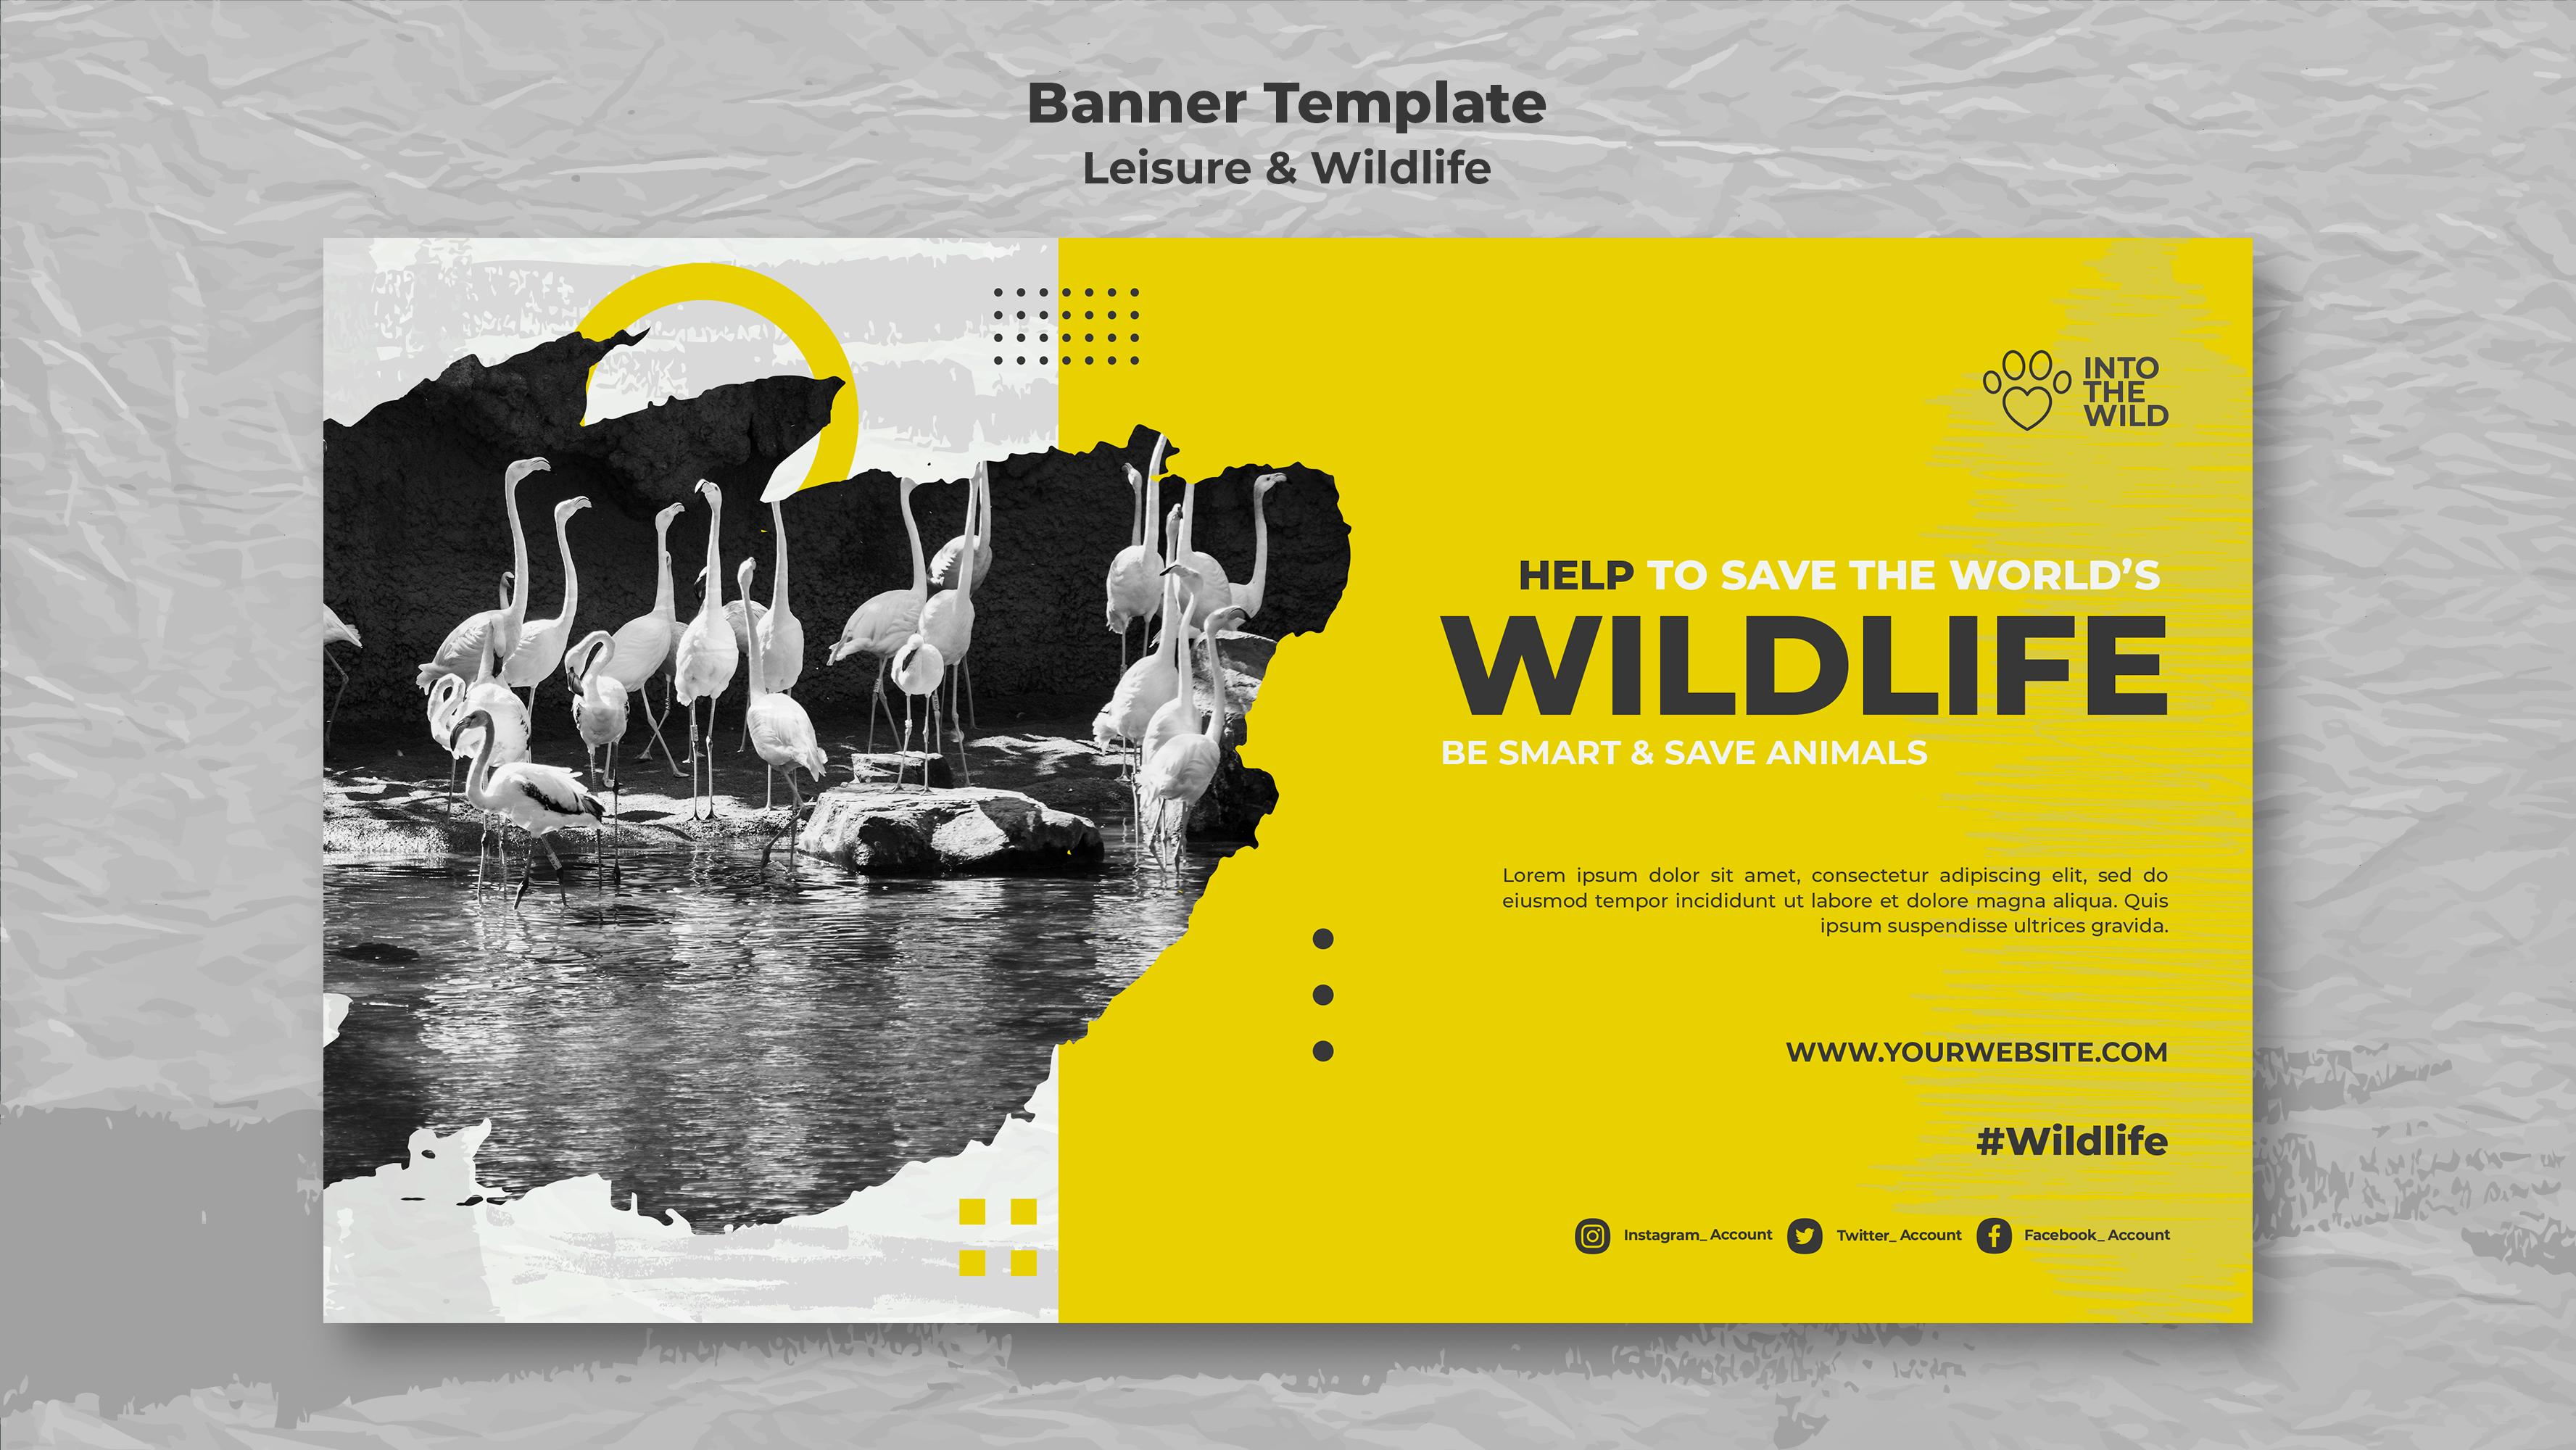 Banner Template
Leisure & Wildlife
INTO
THE
WILD
HELP TO SAVE THE WORLD'S
WILDLIFE
BE SMART & SAVE ANIMALS
Lorem ipsum dolor sit amet, consectetur adipiscing elit, sed do
eiusmod tempor incididunt ut labore et dolore magna aliqua. Quis
ipsum suspendisse ultrices gravida.
WWW.YOURWEBSITE.COM
#Wildlife
Instagram_Account Twitter_Account Facebook_Account